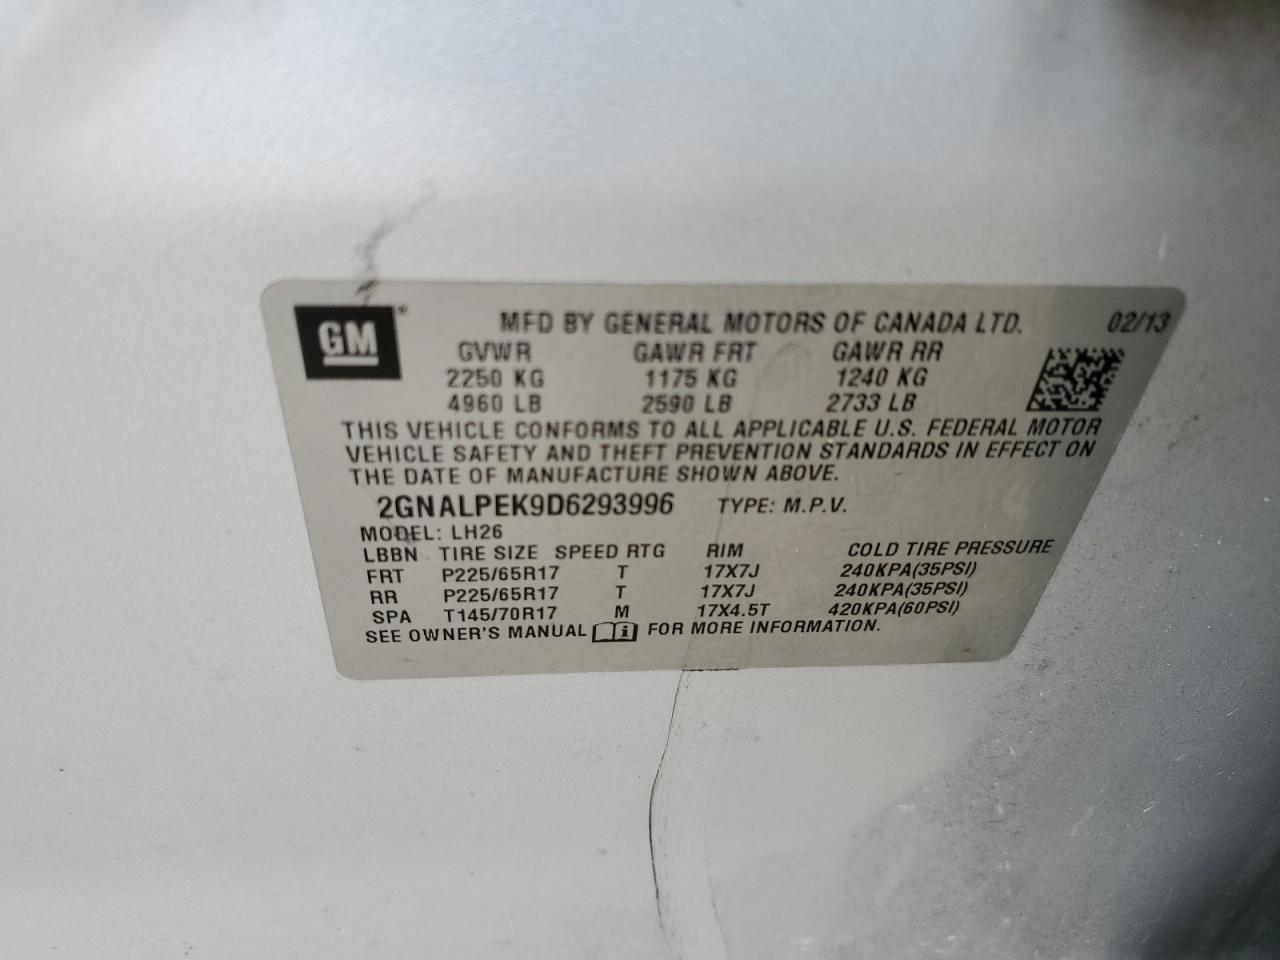 GM®
MFD BY GENERAL MOTORS OF CANADA LTD. 02/13
GVWR GAWR FRT GAWR RR
2250 KG 1175 KG 1240 KG
4960 LB 2590 LB 2733 LB
THIS VEHICLE CONFORMS TO ALL APPLICABLE U.S. FEDERAL MOTOR
VEHICLE SAFETY AND THEFT PREVENTION STANDARDS IN EFFECT ON
THE DATE OF MANUFACTURE SHOWN ABOVE.
2GNALPEK9D6293996 TYPE: M.P.V.
MODEL: LH26
LBBN TIRE SIZE SPEED RTG RIM COLD TIRE PRESSURE
FRT P225/65R17 T 17X7J 240KPA(35PSI)
RR P225/65R17 T 17X7J 240KPA(35PSI)
SPA T145/70R17 M 17X4.5T 420KPA(60PSI)
SEE OWNER'S MANUAL i FOR MORE INFORMATION.